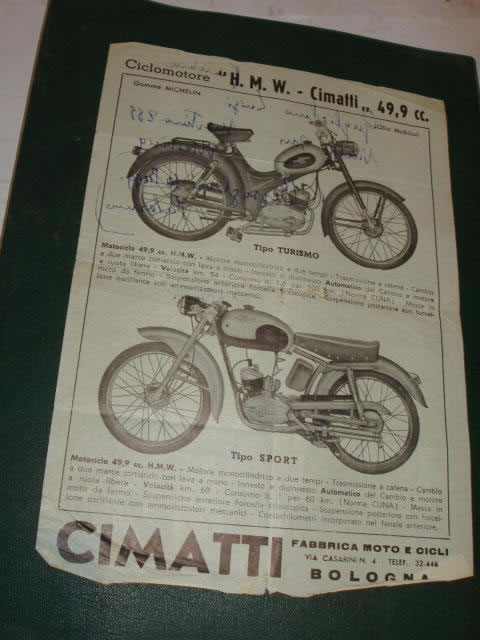 Ciclomotore "H. M. W. - Cimatti „ 49,9 cc.
Gomme MICHELIN
Olio Mobiloil
Tipo TURISMO
Motociclo 49,9 cc. H.M.W. - Motore monocilindrico a due tempi - Trasmissione a catena - Cambio
a due marce comando con leva a mano - Innesto e disinnesto Automatico del Cambio e motore
a ruota libera - Velocità km. 54 - Consumo lt. 1,6 per 100 km. (Norma CUNA) - Messa in
moto da fermo - Sospensione anteriore Forcella telescopica - Sospensione posteriore con forcel-
lone oscillante con ammortizzatori meccanici.
Tipo SPORT
Motociclo 49,9 cc. H.M.W. - Motore monocilindrico a due tempi - Trasmissione a catena - Cambio
a due marce comando con leva a mano - Innesto e disinnesto Automatico del Cambio e motore
a ruota libera - Velocità km. 60 - Consumo lt. 1 per 60 km. (Norma CUNA) - Messa in
moto da fermo - Sospensione anteriore Forcella telescopica - Sospensione posteriore con forcel-
lone oscillante con ammortizzatori meccanici - Contachilometri incorporato nel fanale anteriore.
CIMATTI FABBRICA MOTO E CICLI
VIA CASARINI N. 4 - TELEF. 32-446
BOLOGNA